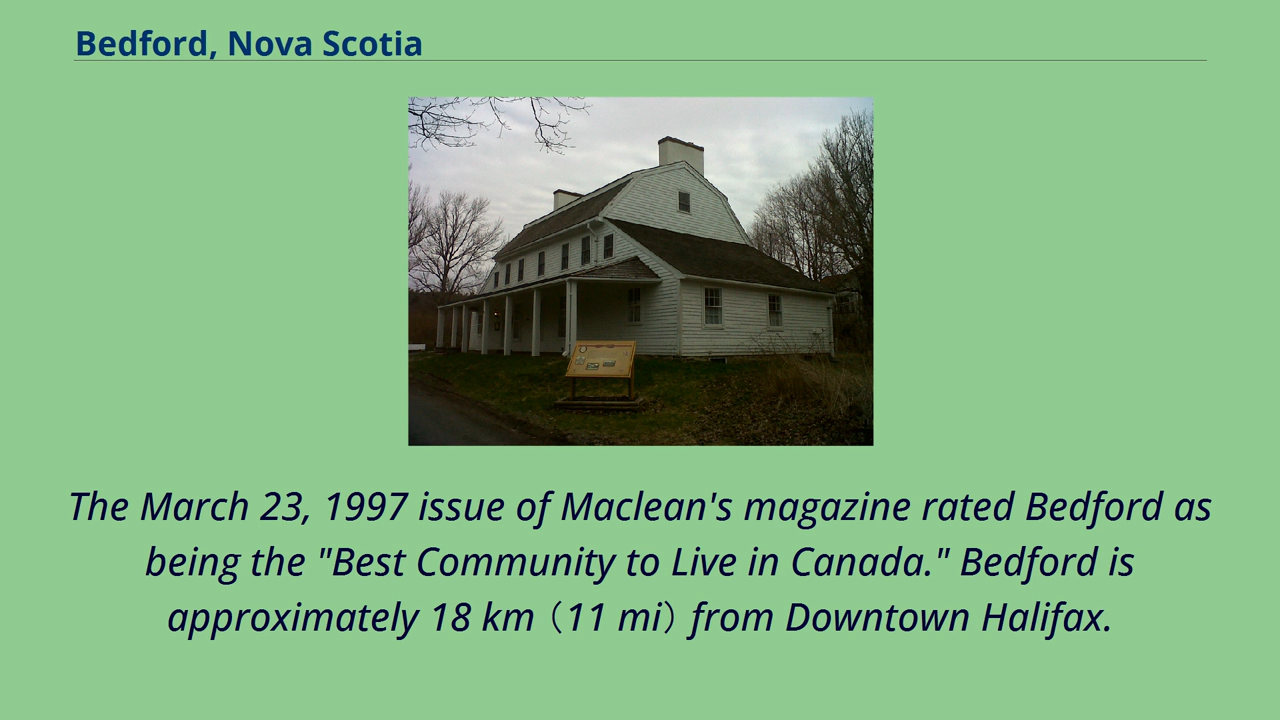 Bedford, Nova Scotia
The March 23, 1997 issue of Maclean's magazine rated Bedford as
being the "Best Community to Live in Canada." Bedford is
approximately 18 km（11 mi）from Downtown Halifax.